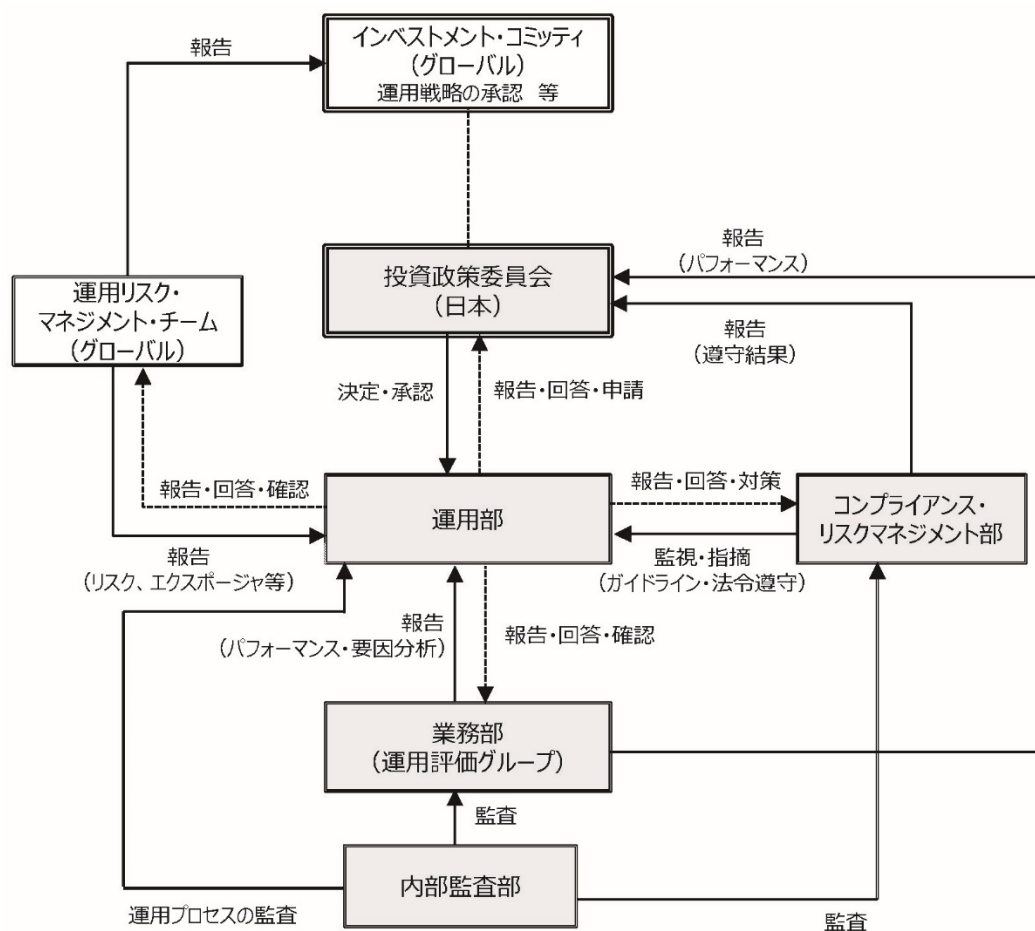 インベストメント・コミッティ
(グローバル)
運用戦略の承認 等
報告
報告
(パフォーマンス)
投資政策委員会
(日本)
運用リスク・
マネジメント・チーム
(グローバル)
報告
(遵守結果)
決定・承認
報告・回答・申請
報告・回答・確認
運用部
報告・回答・対策
コンプライアンス・
リスクマネジメント部
報告
(リスク、エクスポージャ等)
監視・指摘
(ガイドライン・法令遵守)
報告
(パフォーマンス・要因分析)
報告・回答・確認
業務部
(運用評価グループ)
監査
内部監査部
運用プロセスの監査
監査